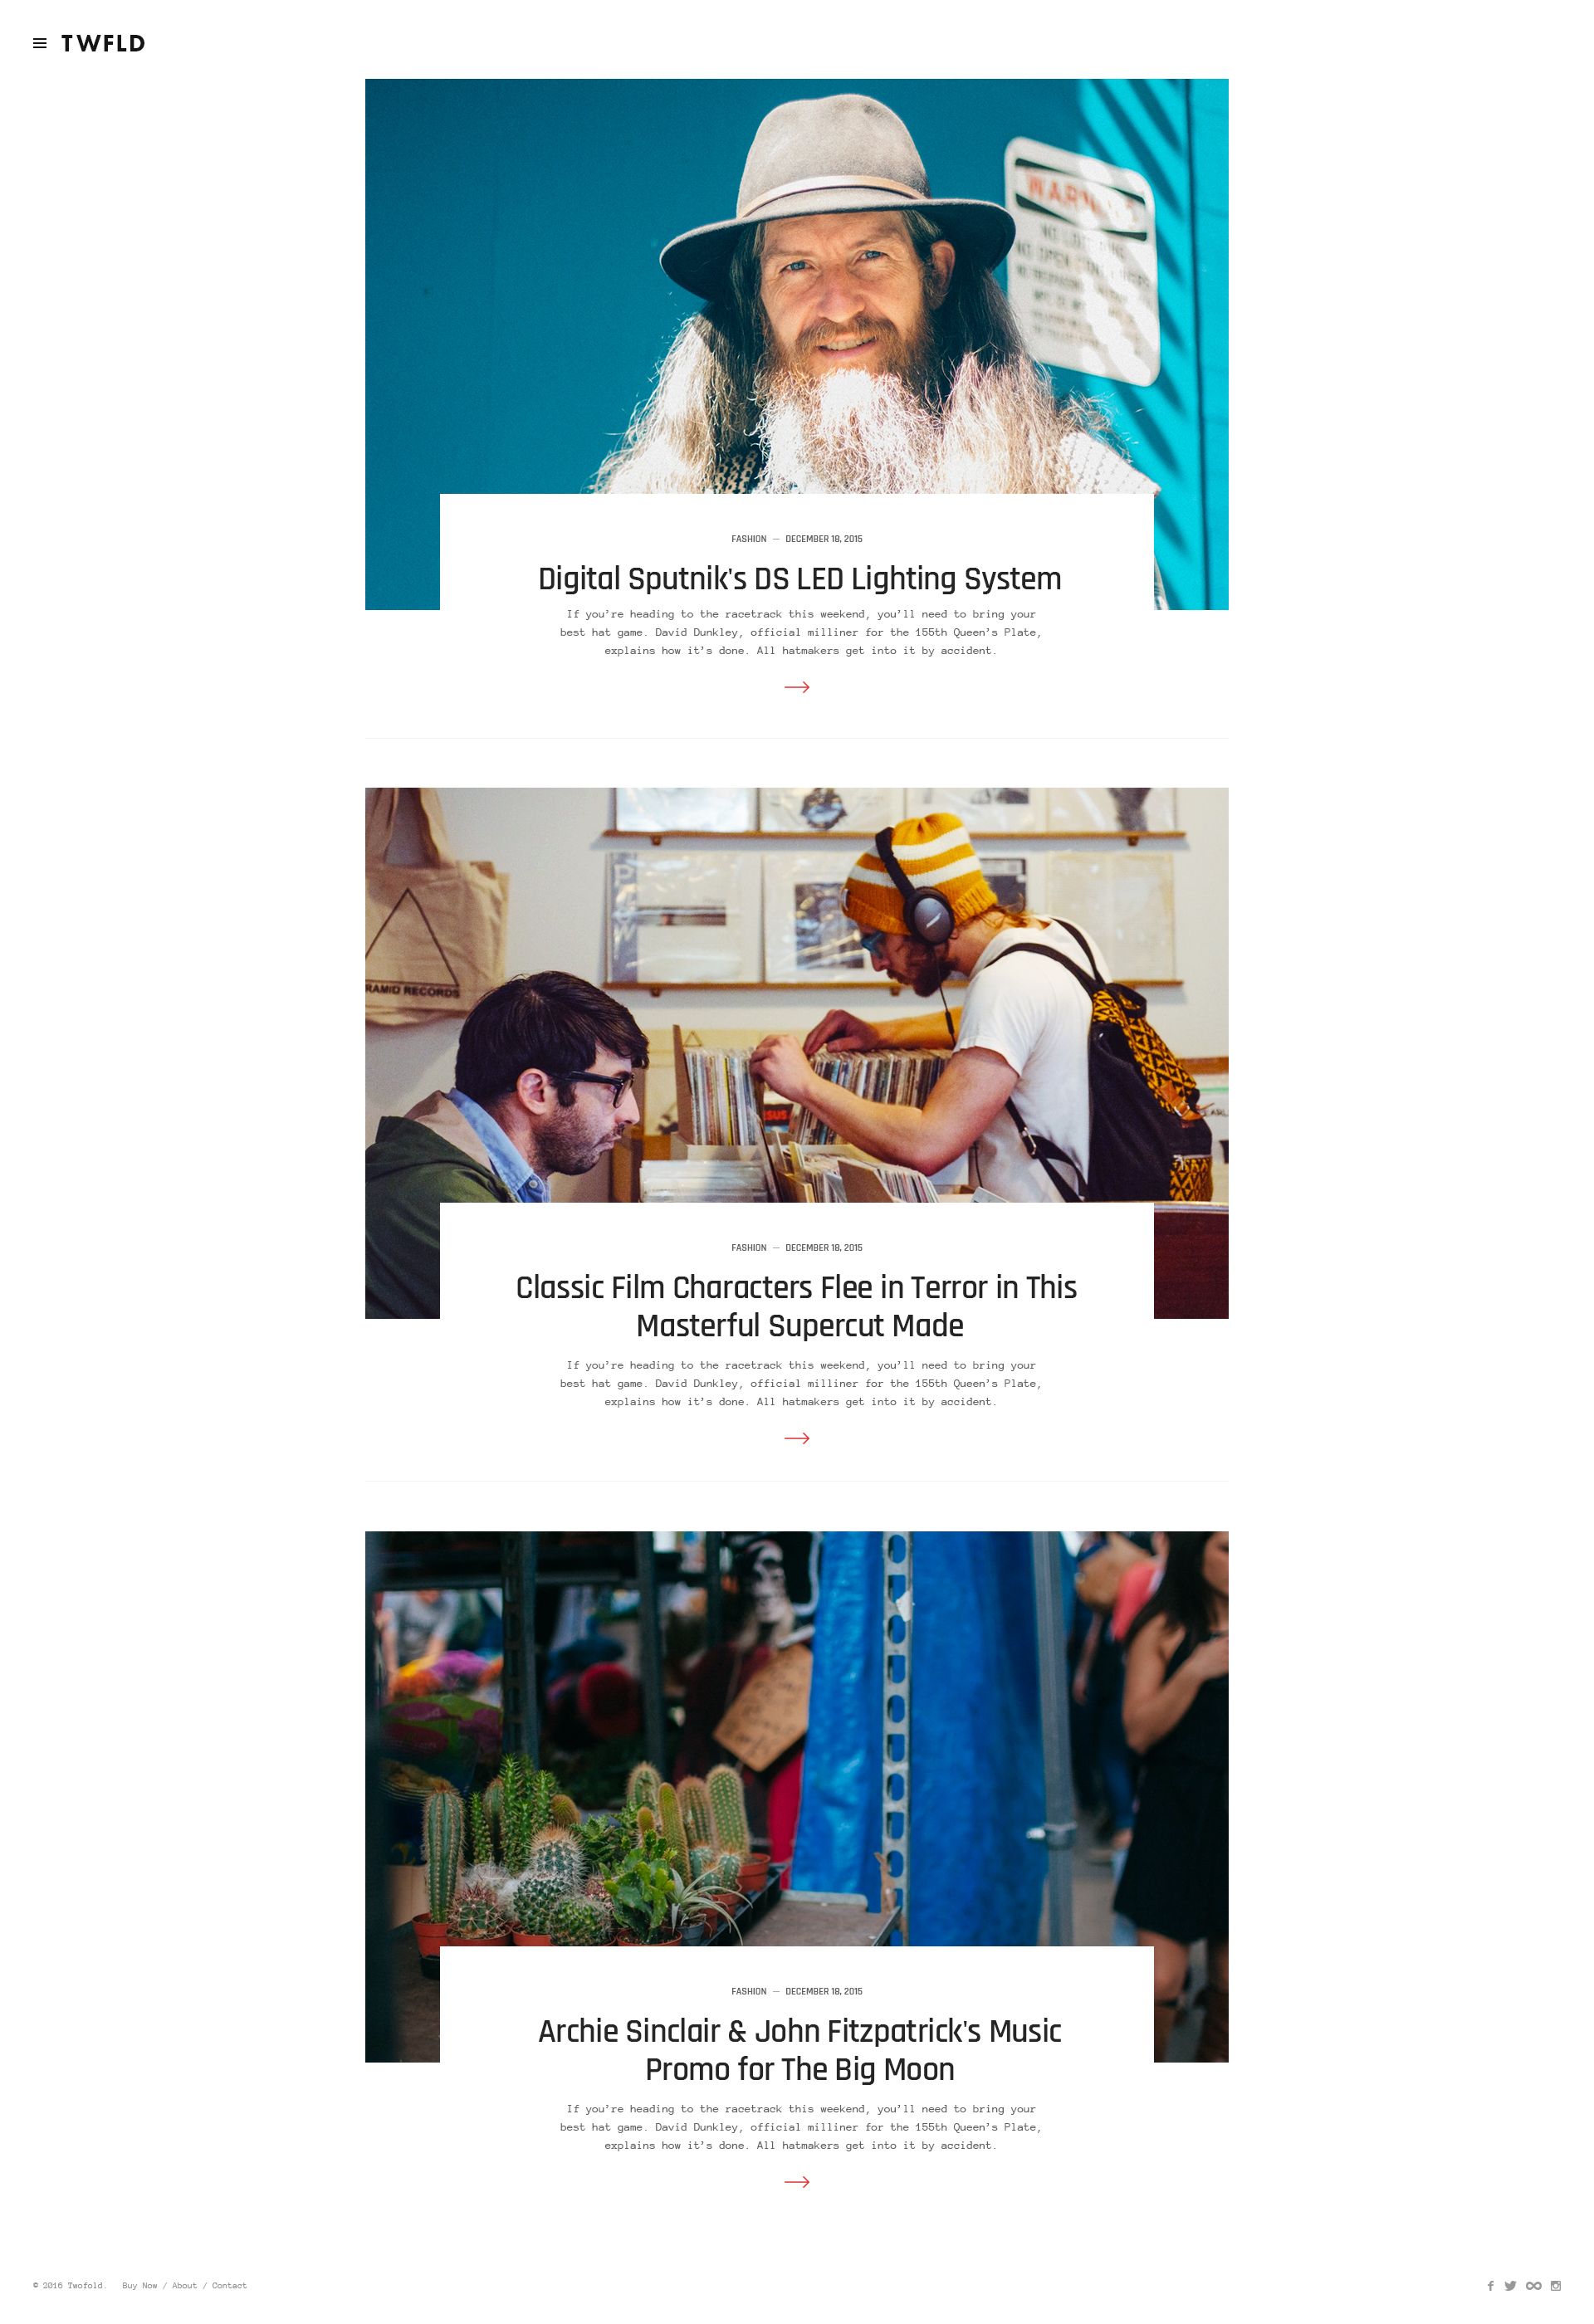 TWFLD
WARNING
RAMID RECORDS
FASHION — DECEMBER 18, 2015
Digital Sputnik's DS LED Lighting System
If you’re heading to the racetrack this weekend, you’ll need to bring your
best hat game. David Dunkley, official milliner for the 155th Queen’s Plate,
explains how it’s done. All hatmakers get into it by accident.
FASHION — DECEMBER 18, 2015
Classic Film Characters Flee in Terror in This
Masterful Supercut Made
If you’re heading to the racetrack this weekend, you’ll need to bring your
best hat game. David Dunkley, official milliner for the 155th Queen’s Plate,
explains how it’s done. All hatmakers get into it by accident.
FASHION — DECEMBER 18, 2015
Archie Sinclair & John Fitzpatrick's Music
Promo for The Big Moon
If you’re heading to the racetrack this weekend, you’ll need to bring your
best hat game. David Dunkley, official milliner for the 155th Queen’s Plate,
explains how it’s done. All hatmakers get into it by accident.
© 2016 Twofold. Buy Now / About / Contact